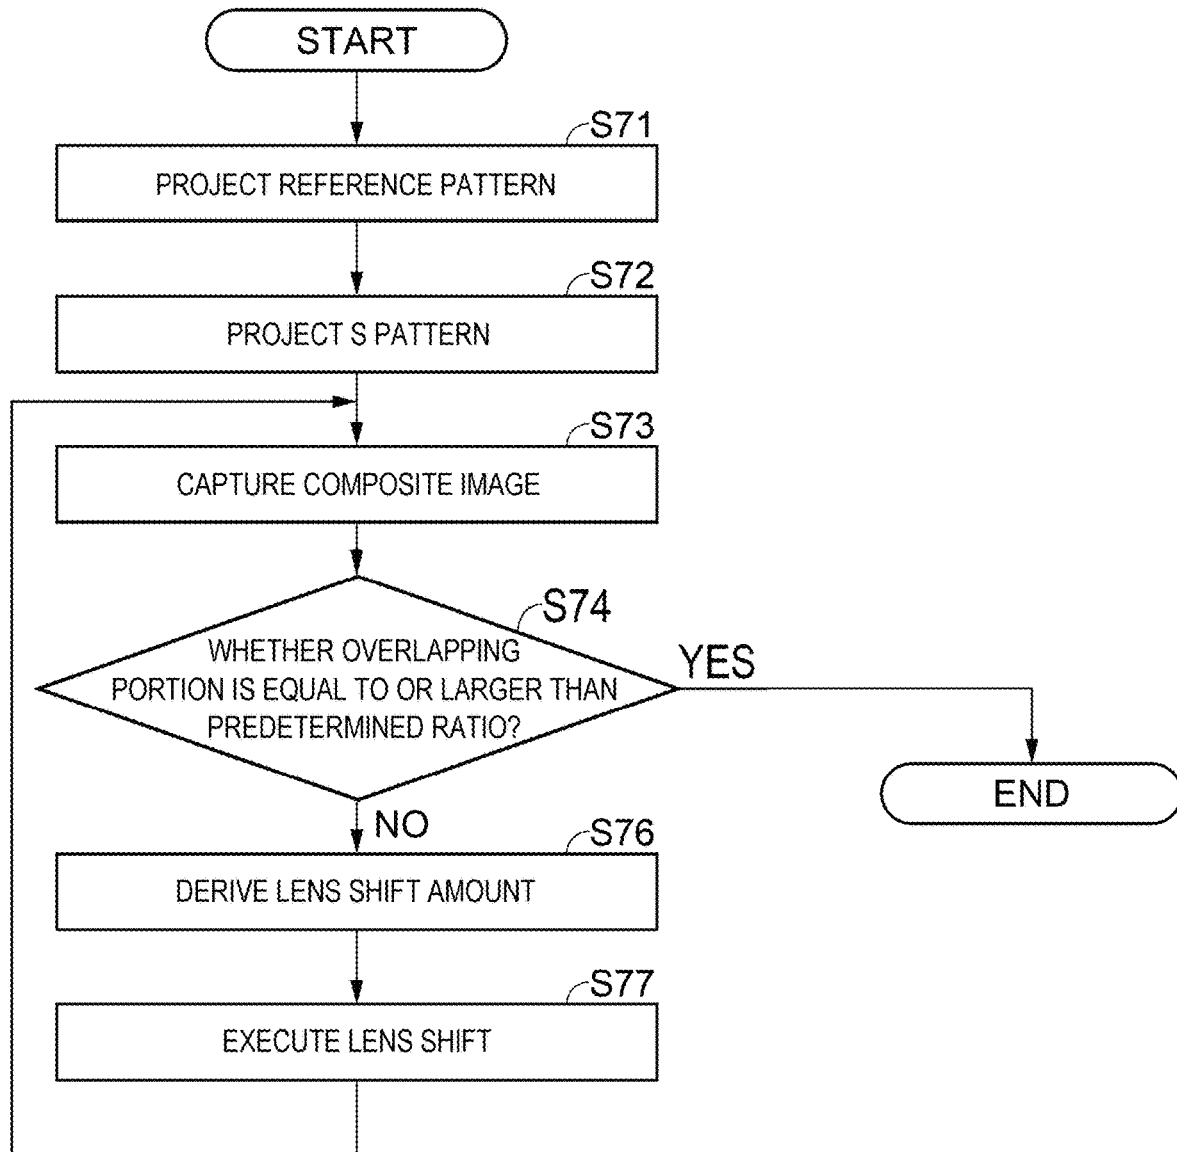 START
S71
PROJECT REFERENCE PATTERN
S72
PROJECT S PATTERN
S73
CAPTURE COMPOSITE IMAGE
S74
WHETHER OVERLAPPING
PORTION IS EQUAL TO OR LARGER THAN
PREDETERMINED RATIO?
YES
END
NO
S76
DERIVE LENS SHIFT AMOUNT
S77
EXECUTE LENS SHIFT